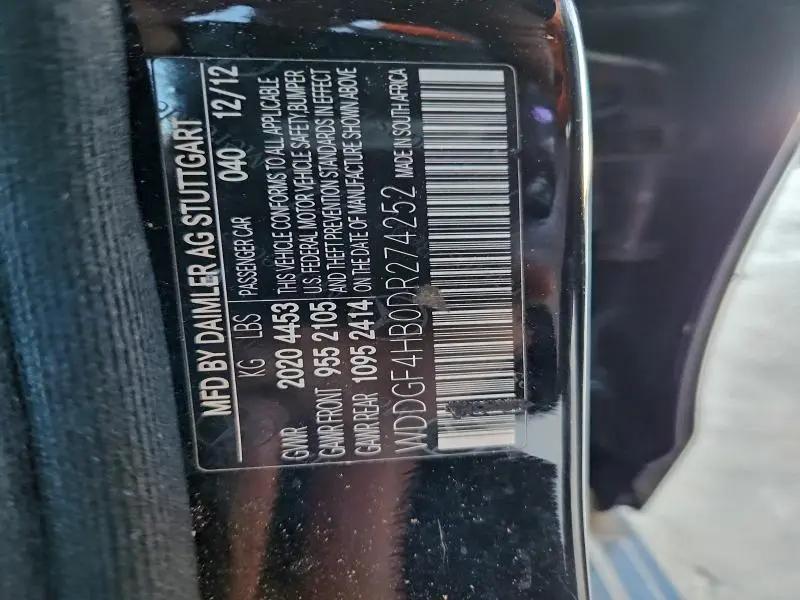 MFD BY DAIMLER AG STUTTGART
KG LBS PASSENGER CAR 040 12/12
GVWR 2020 4453 THIS VEHICLE CONFORMS TO ALL APPLICABLE
GAWR FRONT 955 2105 U.S. FEDERAL MOTOR VEHICLE SAFETY BUMPER
GAWR REAR 1095 2414 AND THEFT PREVENTION STANDARDS IN EFFECT
ON THE DATE OF MANUFACTURE SHOWN ABOVE
WDDGF4HB0DR274252 MADE IN SOUTH AFRICA